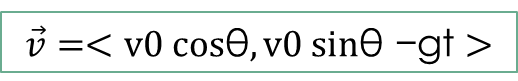 v⃗ =< v0 cosθ, v0 sinθ −gt >